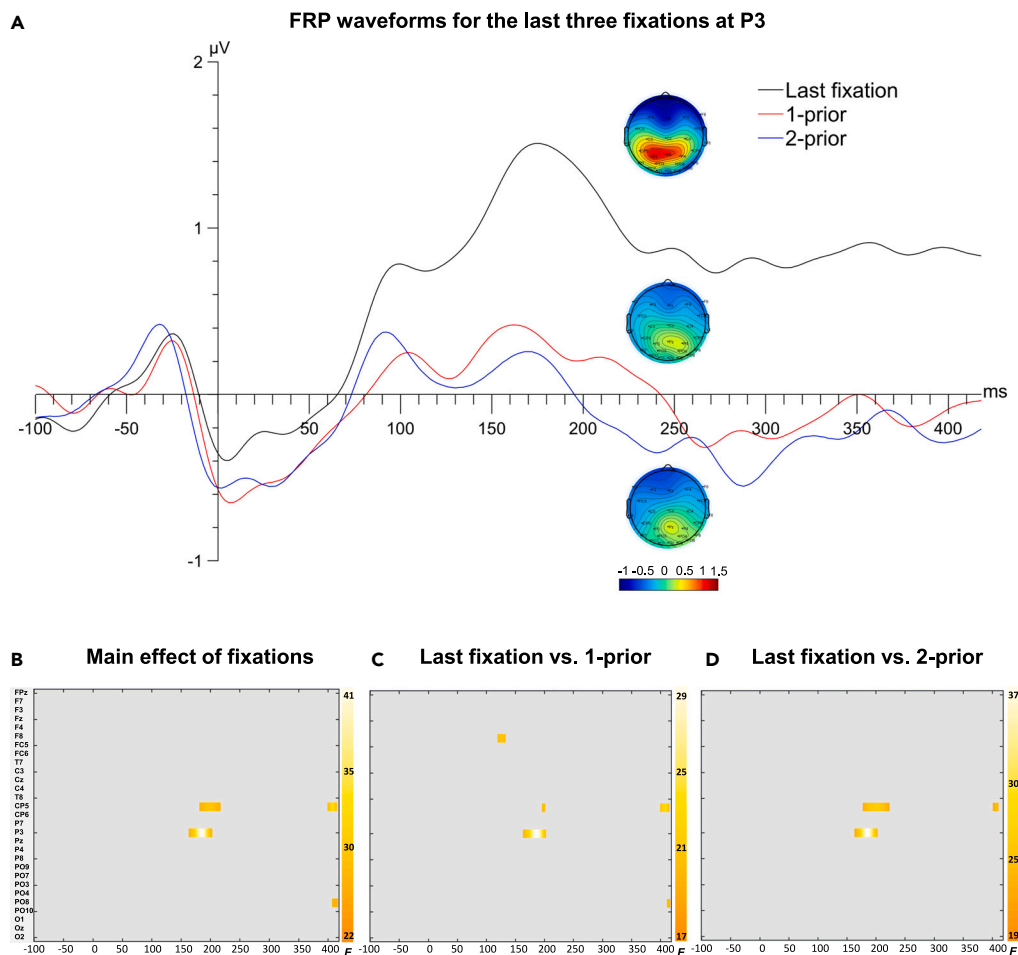 A
FRP waveforms for the last three fixations at P3
µV
2
1
-1
Last fixation
1-prior
2-prior
ms
-100 -50 50 100 150 200 250 300 350 400
-1 -0.5 0 0.5 1 1.5
B Main effect of fixations
FPz
F7
F3
Fz
F4
F8
FC5
FC6
T7
C3
Cz
C4
T8
CP5
CP6
P7
P3
Pz
P4
P8
PO9
PO7
PO3
PO4
PO8
PO10
O1
Oz
O2
-100 -50 0 50 100 150 200 250 300 350 400
41
35
30
22
F
C Last fixation vs. 1-prior
-100 -50 0 50 100 150 200 250 300 350 400
29
25
21
17
F
D Last fixation vs. 2-prior
-100 -50 0 50 100 150 200 250 300 350 400
37
30
25
19
F